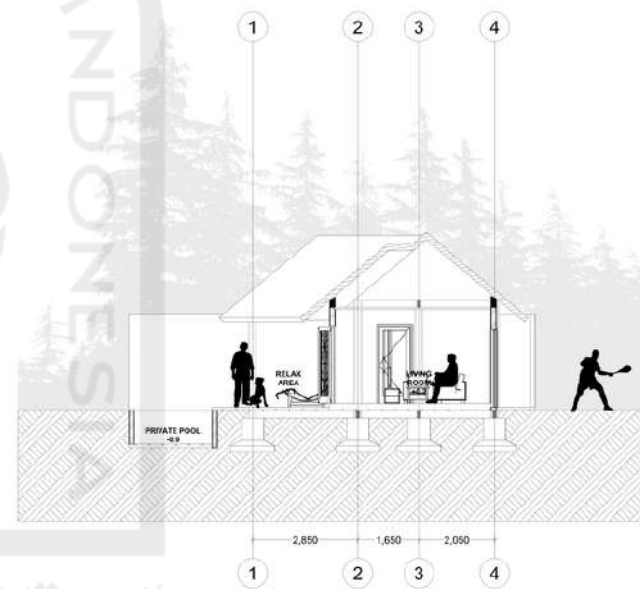 1 2 3 4
NDONESIA
RELAX
AREA
LIVING
ROOM
PRIVATE POOL
-0.9
2,850 1,650 2,050
1 2 3 4